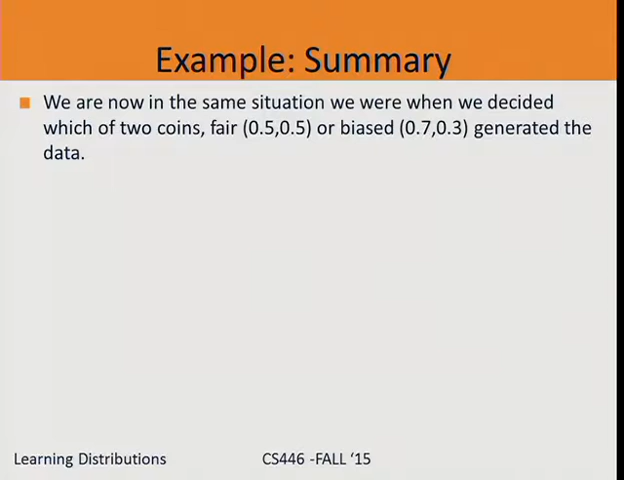 Example: Summary
We are now in the same situation we were when we decided
which of two coins, fair (0.5,0.5) or biased (0.7,0.3) generated the
data.
Learning Distributions
CS446 -FALL ‘15